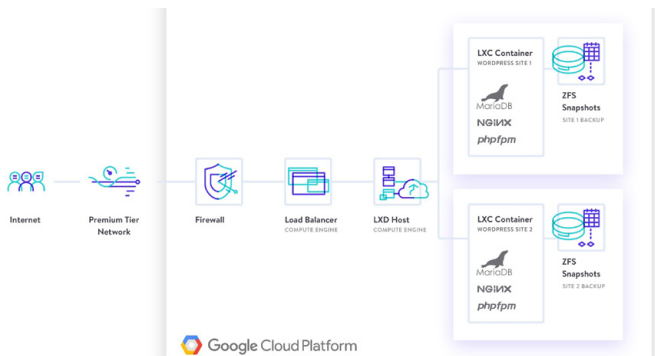 Internet
Premium Tier
Network
Firewall
Load Balancer
COMPUTE ENGINE
LXD Host
COMPUTE ENGINE
LXC Container
WORDPRESS SITE 1
MariaDB
NGINX
phpfpm
ZFS
Snapshots
SITE 1 BACKUP
LXC Container
WORDPRESS SITE 2
MariaDB
NGINX
phpfpm
ZFS
Snapshots
SITE 2 BACKUP
Google Cloud Platform